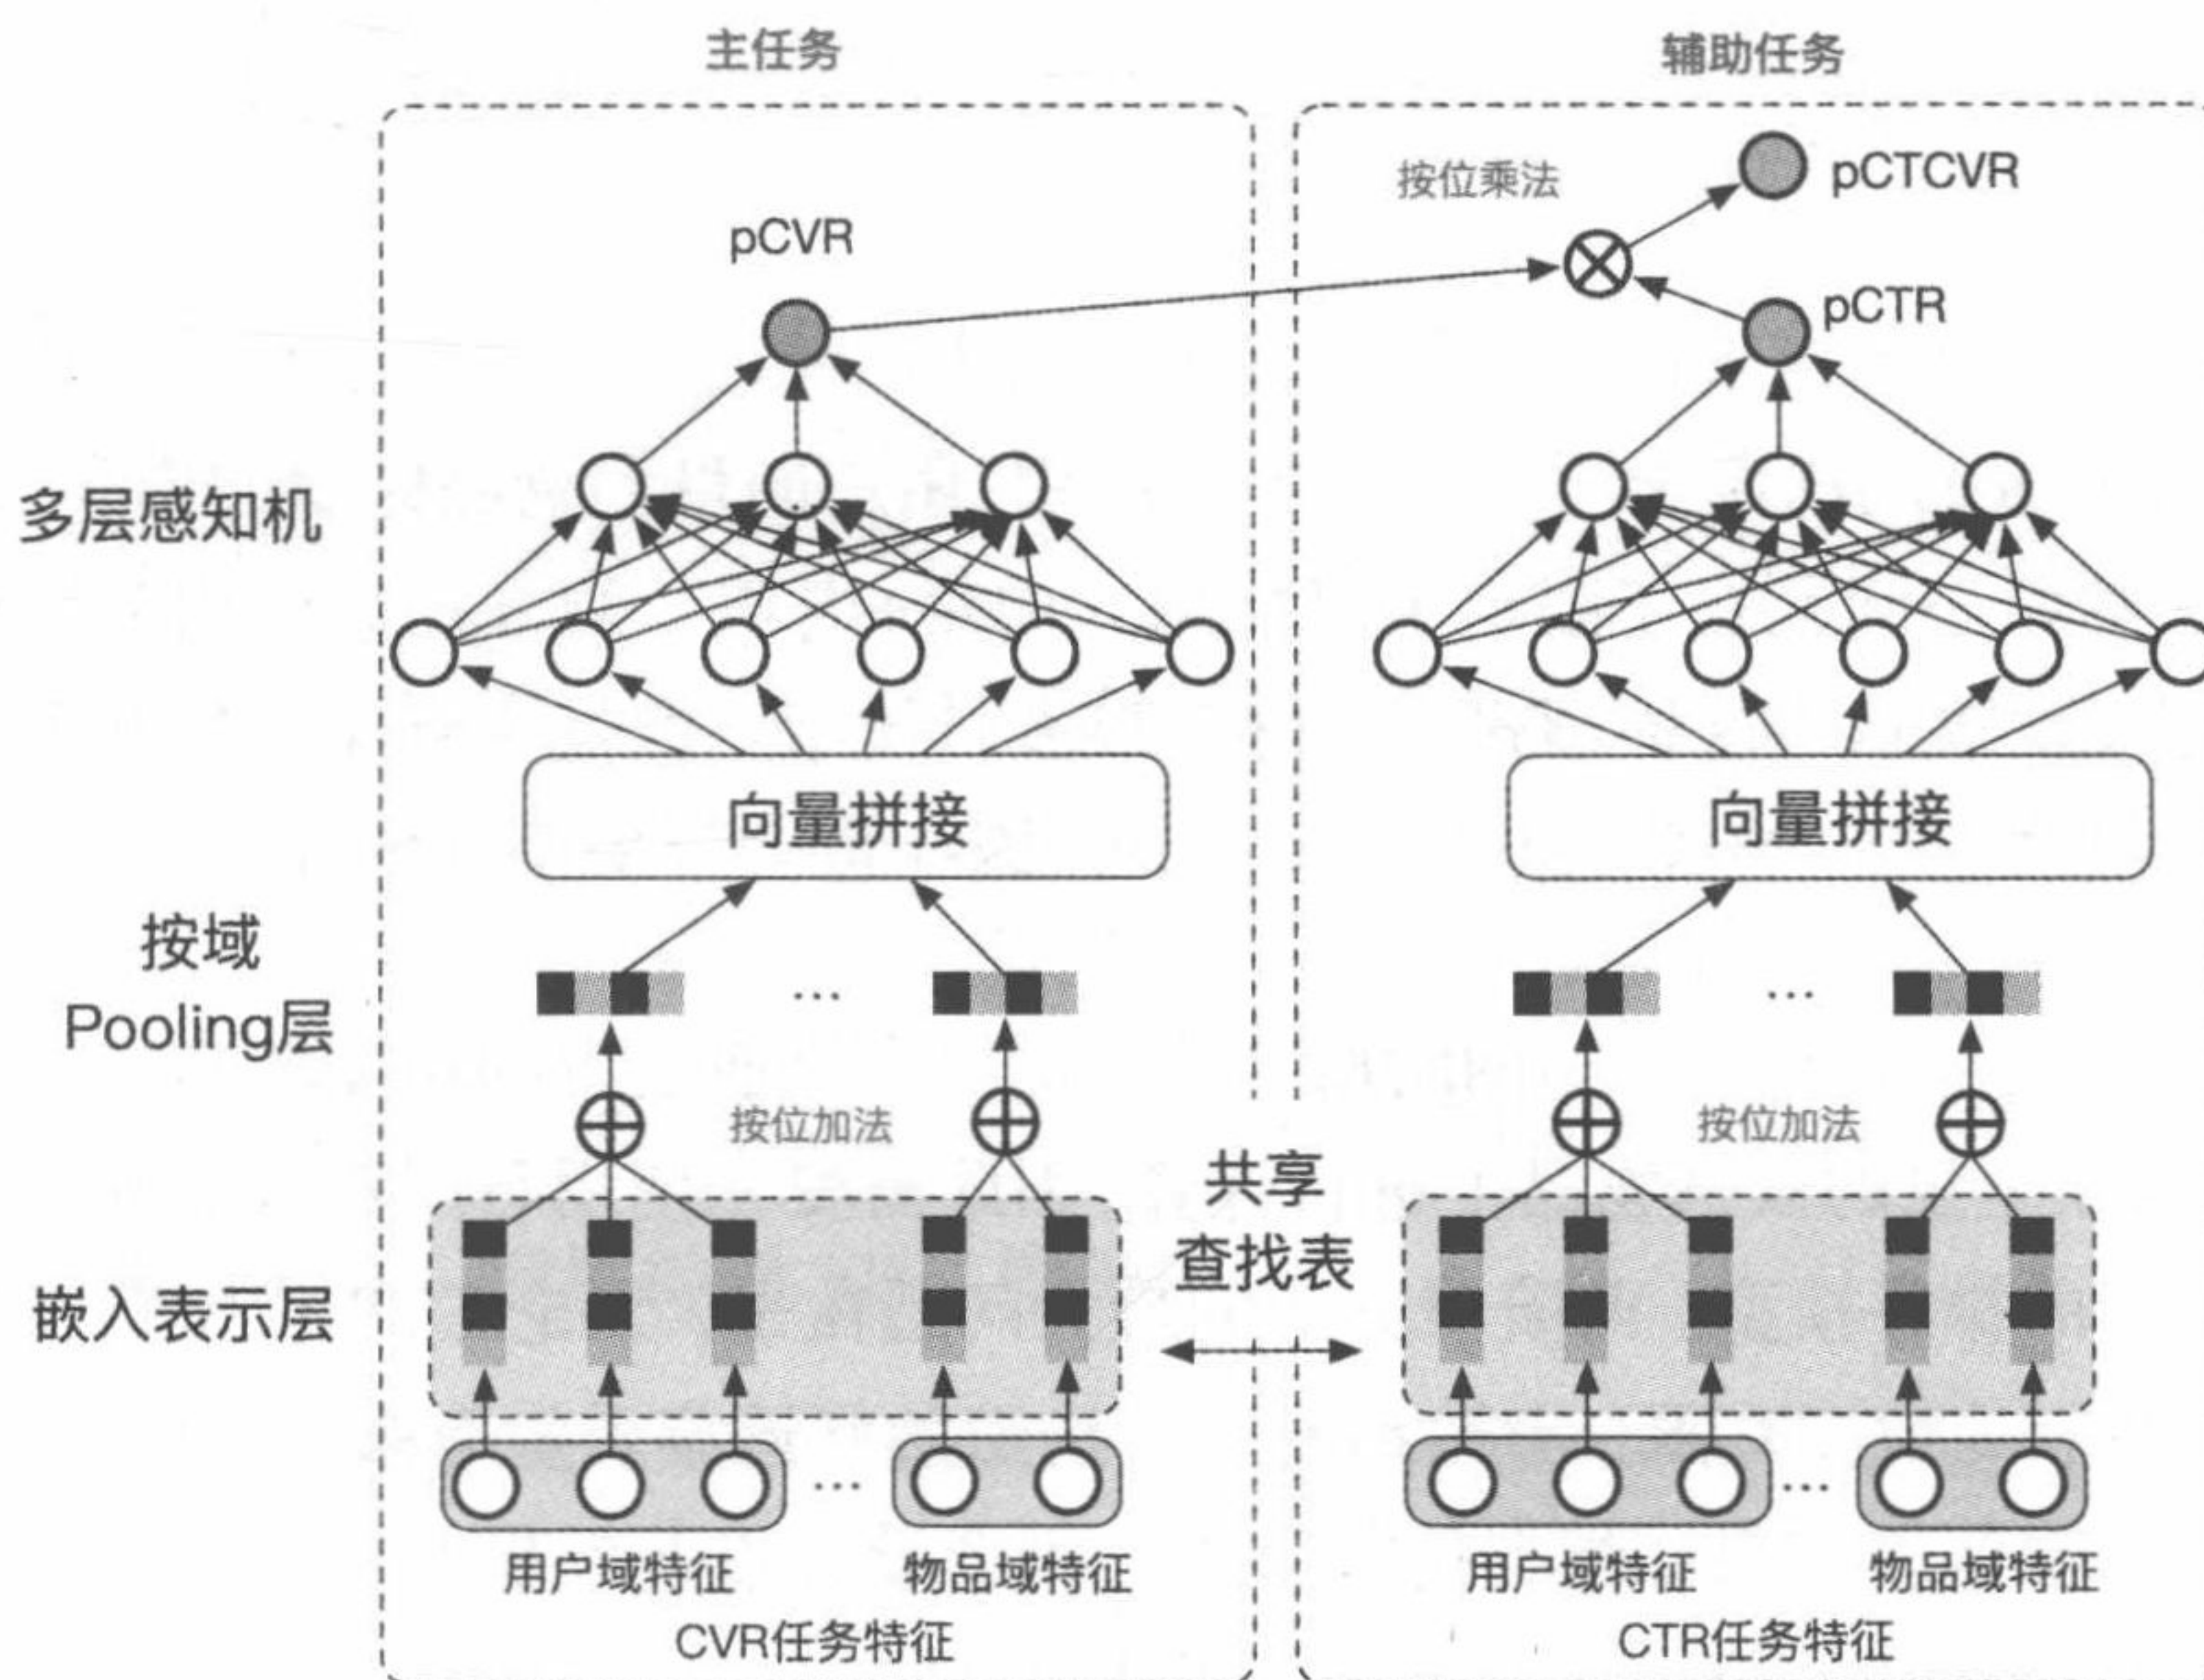 主任务
辅助任务
按位乘法
pCTCVR
pCVR
pCTR
多层感知机
向量拼接
向量拼接
按域
Pooling层
...
...
按位加法
按位加法
共享
查找表
嵌入表示层
...
...
用户域特征
物品域特征
用户域特征
物品域特征
CVR任务特征
CTR任务特征